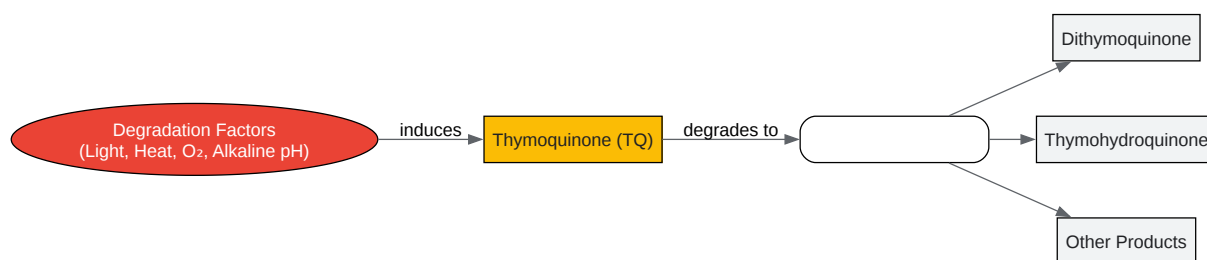 Degradation Factors
(Light, Heat, O₂, Alkaline pH)
induces
Thymoquinone (TQ)
degrades to
Dithymoquinone
Thymohydroquinone
Other Products